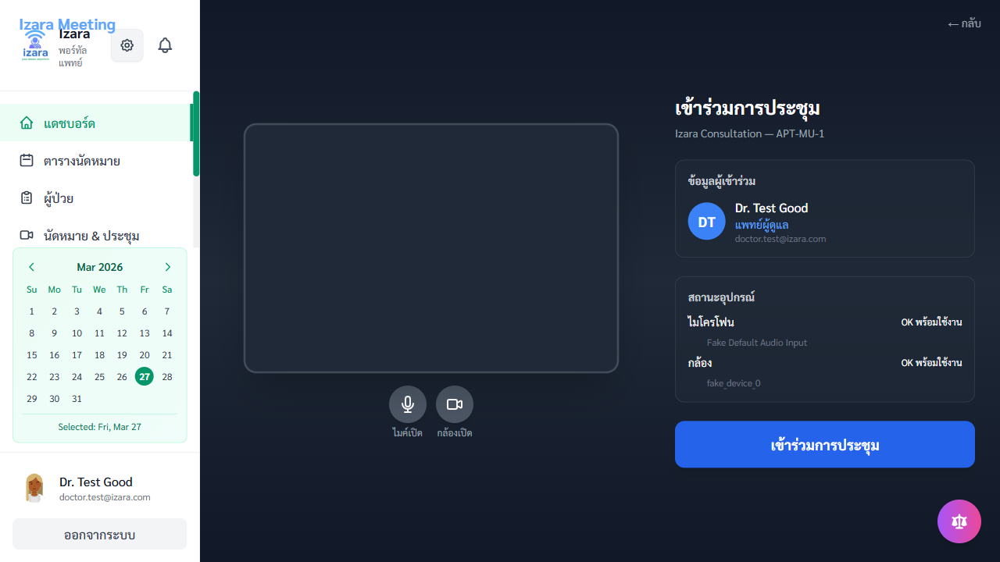 Izara Meeting
Izara
พอร์ทัล
แพทย์
izara
แดชบอร์ด
ตารางนัดหมาย
ผู้ป่วย
นัดหมาย & ประชุม
Mar 2026
Su Mo Tu We Th Fr Sa
1 2 3 4 5 6 7
8 9 10 11 12 13 14
15 16 17 18 19 20 21
22 23 24 25 26 27 28
29 30 31
Selected: Fri, Mar 27
Dr. Test Good
doctor.test@izara.com
ออกจากระบบ
ไมค์เปิด
กล้องเปิด
← กลับ
เข้าร่วมการประชุม
Izara Consultation — APT-MU-1
ข้อมูลผู้เข้าร่วม
DT
Dr. Test Good
แพทย์ผู้ดูแล
doctor.test@izara.com
สถานะอุปกรณ์
ไมโครโฟน OK พร้อมใช้งาน
Fake Default Audio Input
กล้อง OK พร้อมใช้งาน
fake_device_0
เข้าร่วมการประชุม